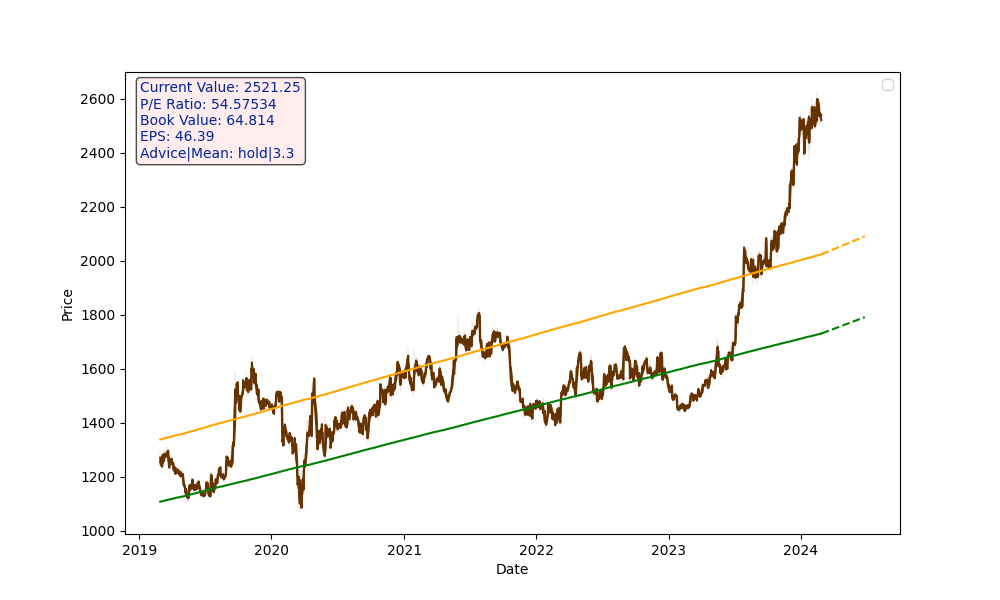 Current Value: 2521.25
P/E Ratio: 54.57534
Book Value: 64.814
EPS: 46.39
Advice|Mean: hold|3.3
2600
2400
2200
2000
1800
1600
1400
1200
1000
Price
2019
2020
2021
2022
2023
2024
Date